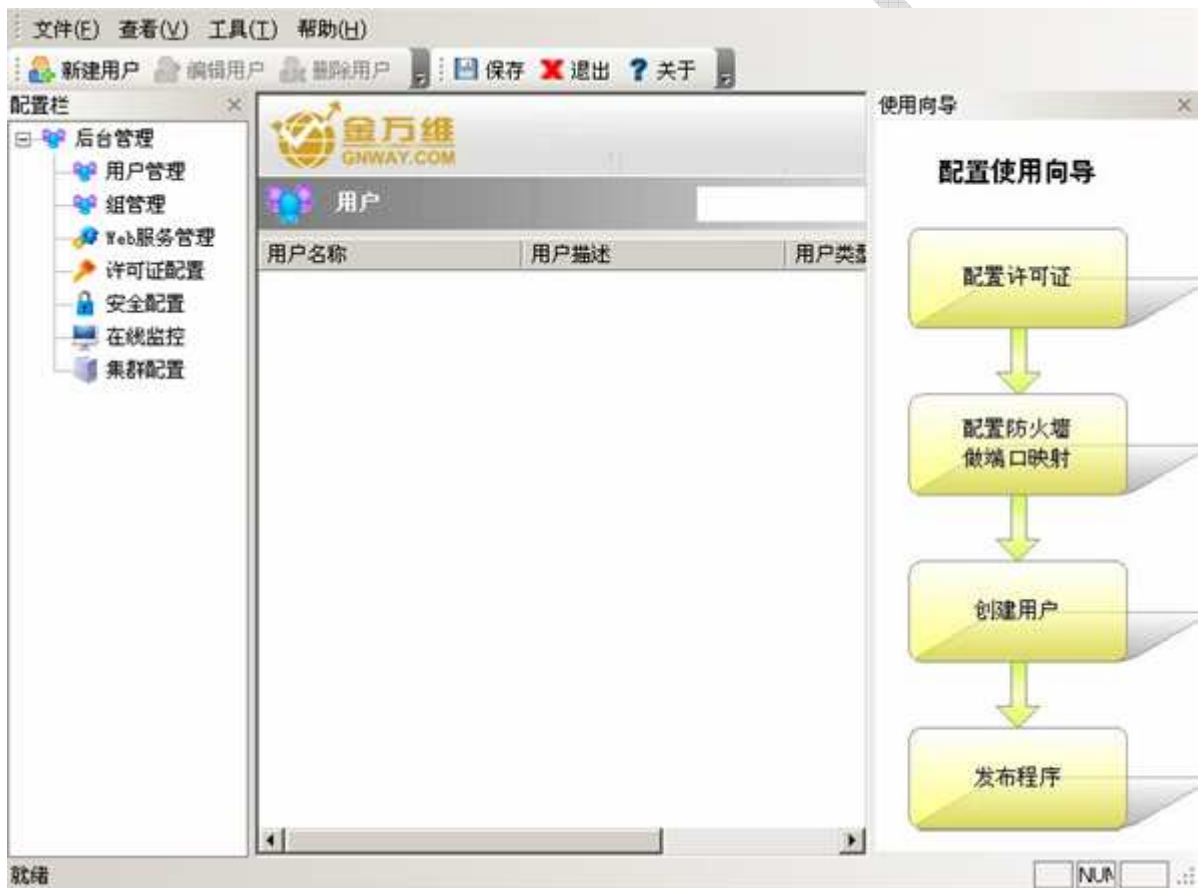 文件(F) 查看(V) 工具(T) 帮助(H)
新建用户 编辑用户 删除用户 保存 退出 关于
配置栏
后台管理
用户管理
组管理
Web服务管理
许可证配置
安全配置
在线监控
集群配置
金万维
GNWAY.COM
用户
用户名称 用户描述 用户类型
使用向导
配置使用向导
配置许可证
配置防火墙
做端口映射
创建用户
发布程序
就绪
NUM